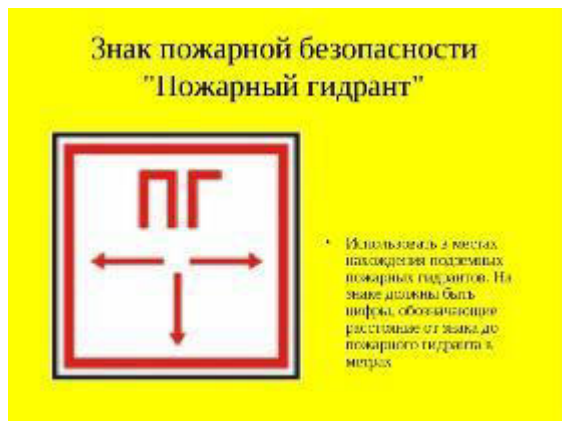 Знак пожарной безопасности
"Пожарный гидрант"
ПГ
• Использовать в местах
нахождения подземных
пожарных гидрантов. На
знаке должны быть
цифры, обозначающие
расстояние от знака до
пожарного гидранта в
метрах